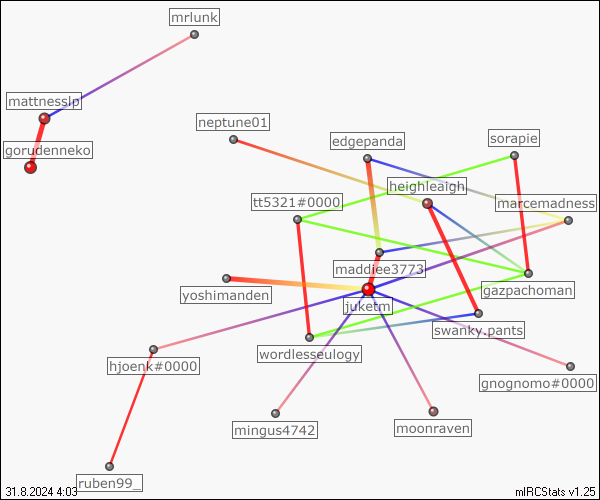 mrlunk
mattnesslp
gorudenneko
neptune01
edgepanda
sorapie
heighleaigh
tt5321#0000
marcemadness
maddiee3773
yoshimanden
juketm
gazpachoman
swanky.pants
wordlesseulogy
hjoenk#0000
gnognomo#0000
mingus4742
moonraven
ruben99_
31.8.2024 4:03
mIRCStats v1.25